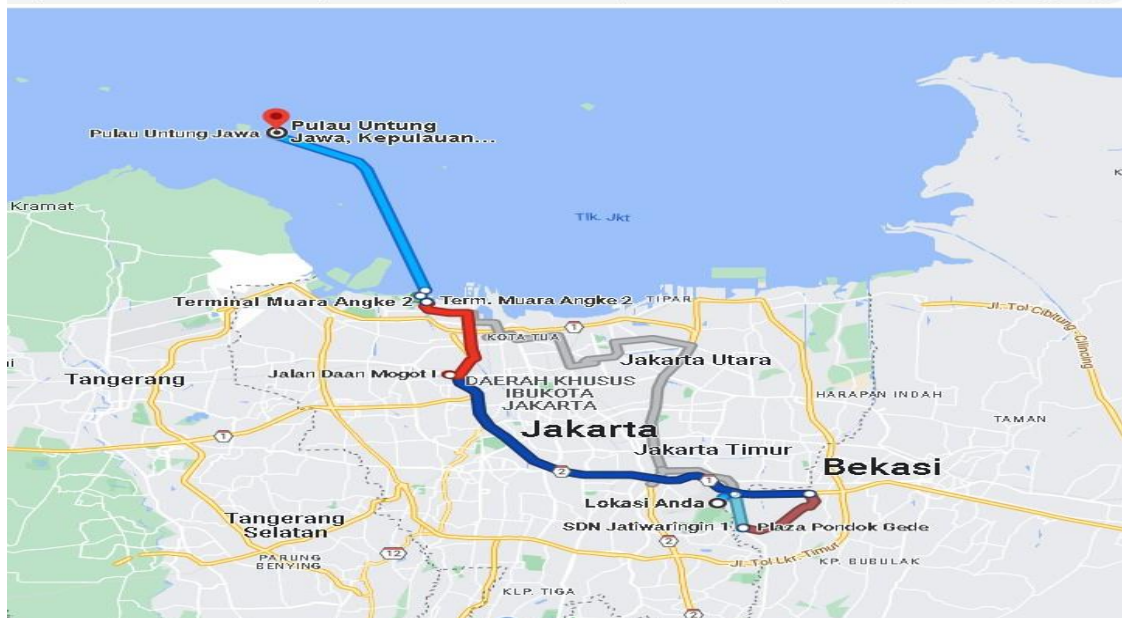 Pulau Untung Jawa
Pulau Untung
Jawa, Kepulauan...
Kramat
Tlk. Jkt
Terminal Muara Angke 2
Term. Muara Angke 2
TIPAR
Jl. Tol Cibitung-Cilincing
1
KOTA TUA
Jakarta Utara
Tangerang
Jalan Daan Mogot I
DAERAH KHUSUS
IBUKOTA
JAKARTA
HARAPAN INDAH
TAMAN
1
Jakarta
Jakarta Timur
2
1
Bekasi
Lokasi Anda
Tangerang
Selatan
SDN Jatiwaringin 1
Plaza Pondok Gede
2
12
PARUNG
BENYING
Jl. Tol Lkr. Timur
KP. BUBULAK
KLP. TIGA
2